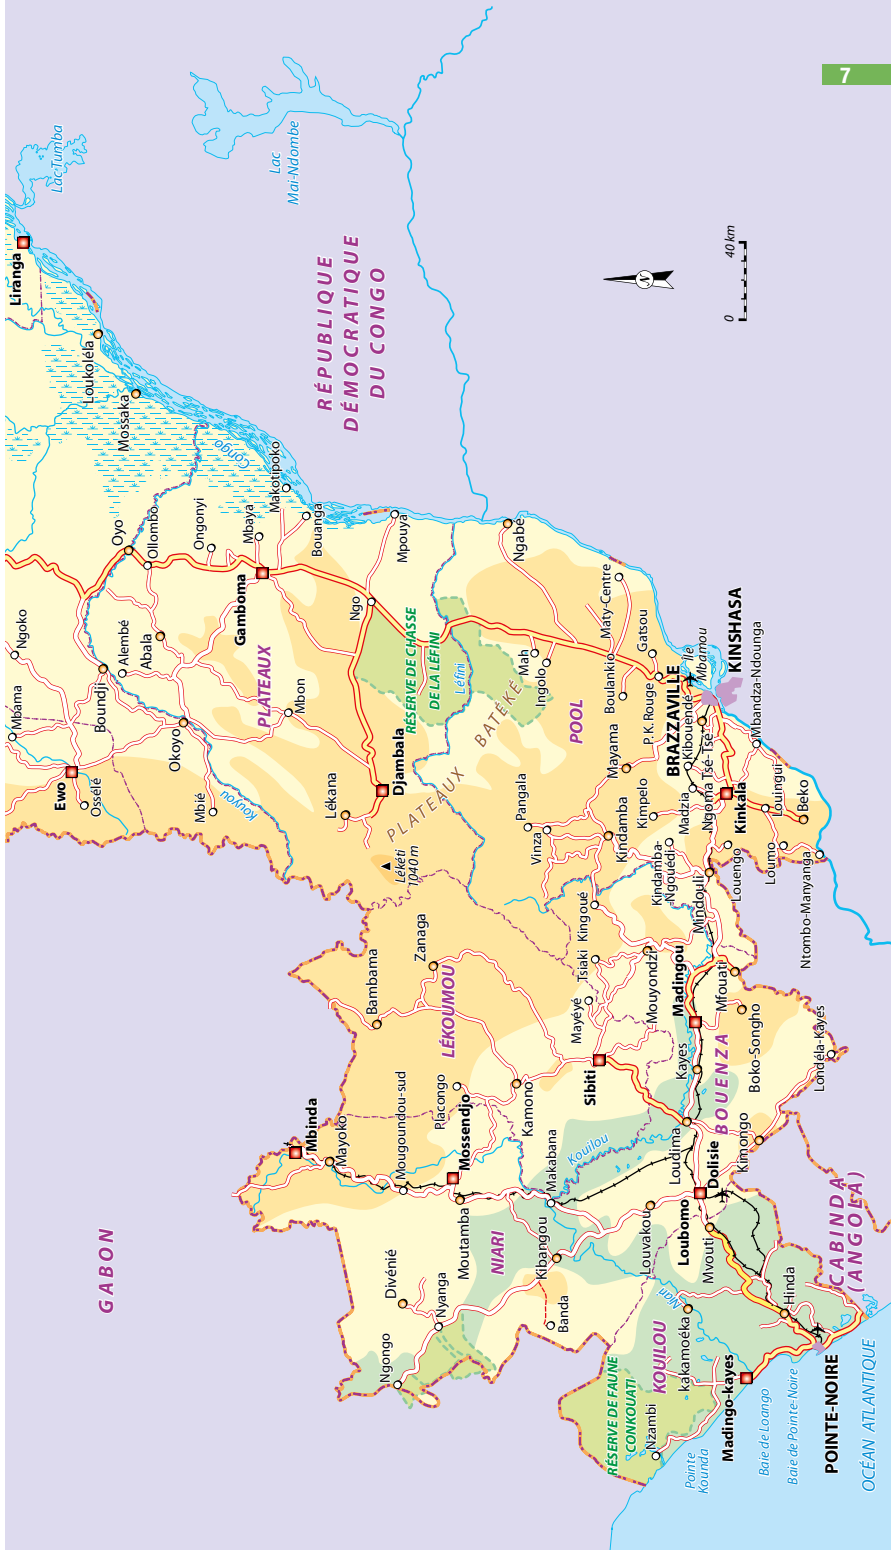 7
GABON
Ngongo
Nyanga
Divénié
Mbinda
Mayoko
Mougoundou-sud
Placongo
Mossendjo
Moutamba
NIARI
Kibangou
Banda
Makabana
Bambama
Zanaga
LÉKOUMOU
Kamono
Sibiti
Kouilou
Lékéti
1040 m
Ewo
Ossélé
Mbama
Ngoko
Boundji
Alembé
Abala
Okoyo
Mbié
Kouyou
PLATEAUX
Mbon
Lékana
Djambala
PLATEAUX BATÉKÉ
Liranga
Loukoléla
Mossaka
Oyo
Ollombo
Ongonyi
Mbaya
Gamboma
Makotipoko
Bouanga
Congo
Ngo
Mpouya
RÉSERVE DE CHASSE
DE LA LÉFINI
Léfini
Ngabé
Mah
Ingolo
Lac Tumba
Lac
Mai-Ndombe
RÉPUBLIQUE
DÉMOCRATIQUE
DU CONGO
POOL
Pangala
Vinza
Mayama
Boulankio
Maty-Centre
Gatsou
P.K. Rouge
Kindamba
Kimpelo
Kingoué
Kindamba-
Ngouédi
Tsiaki
Mayéyé
Mouyondzi
Madzia
BRAZZAVILLE
Kibouendé
Île
Mbamou
KINSHASA
Ngoma Tsé-Tsé
Mbandza-Ndounga
Kinkala
Louingui
Beko
Louengo
Loumo
Ntombo-Manyanga
Mindouli
Madingou
Mfouati
Kayes
BOUENZA
Boko-Songho
Londéla-Kayes
Loudima
Kimongo
Dolisie
Loubomo
Louvakou
Mvouti
Niari
kakamoéka
KOUILOU
RÉSERVE DE FAUNE
CONKOUATI
Nzambi
Hinda
Madingo-kayes
POINTE-NOIRE
Pointe
Kounda
Baie de Loango
Baie de Pointe-Noire
OCÉAN ATLANTIQUE
CABINDA
(ANGOLA)
N
0 40 km